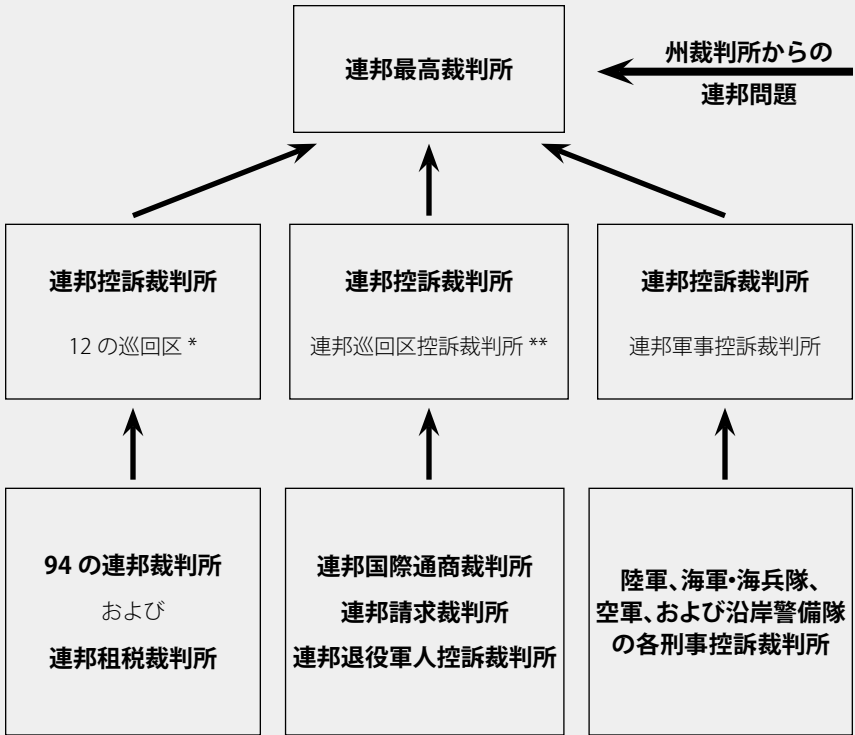 連邦最高裁判所
州裁判所からの
連邦問題
連邦控訴裁判所
12 の巡回区 *
連邦控訴裁判所
連邦巡回区控訴裁判所 **
連邦控訴裁判所
連邦軍事控訴裁判所
94 の連邦裁判所
および
連邦租税裁判所
連邦国際通商裁判所
連邦請求裁判所
連邦退役軍人控訴裁判所
陸軍、海軍・海兵隊、
空軍、および沿岸警備隊
の各刑事控訴裁判所